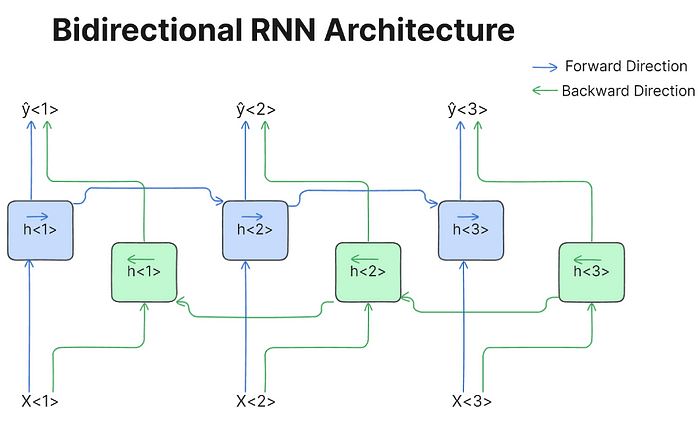 Bidirectional RNN Architecture
Forward Direction
Backward Direction
ŷ<1> ŷ<2> ŷ<3>
h<1> h<2> h<3>
h<1> h<2> h<3>
X<1> X<2> X<3>